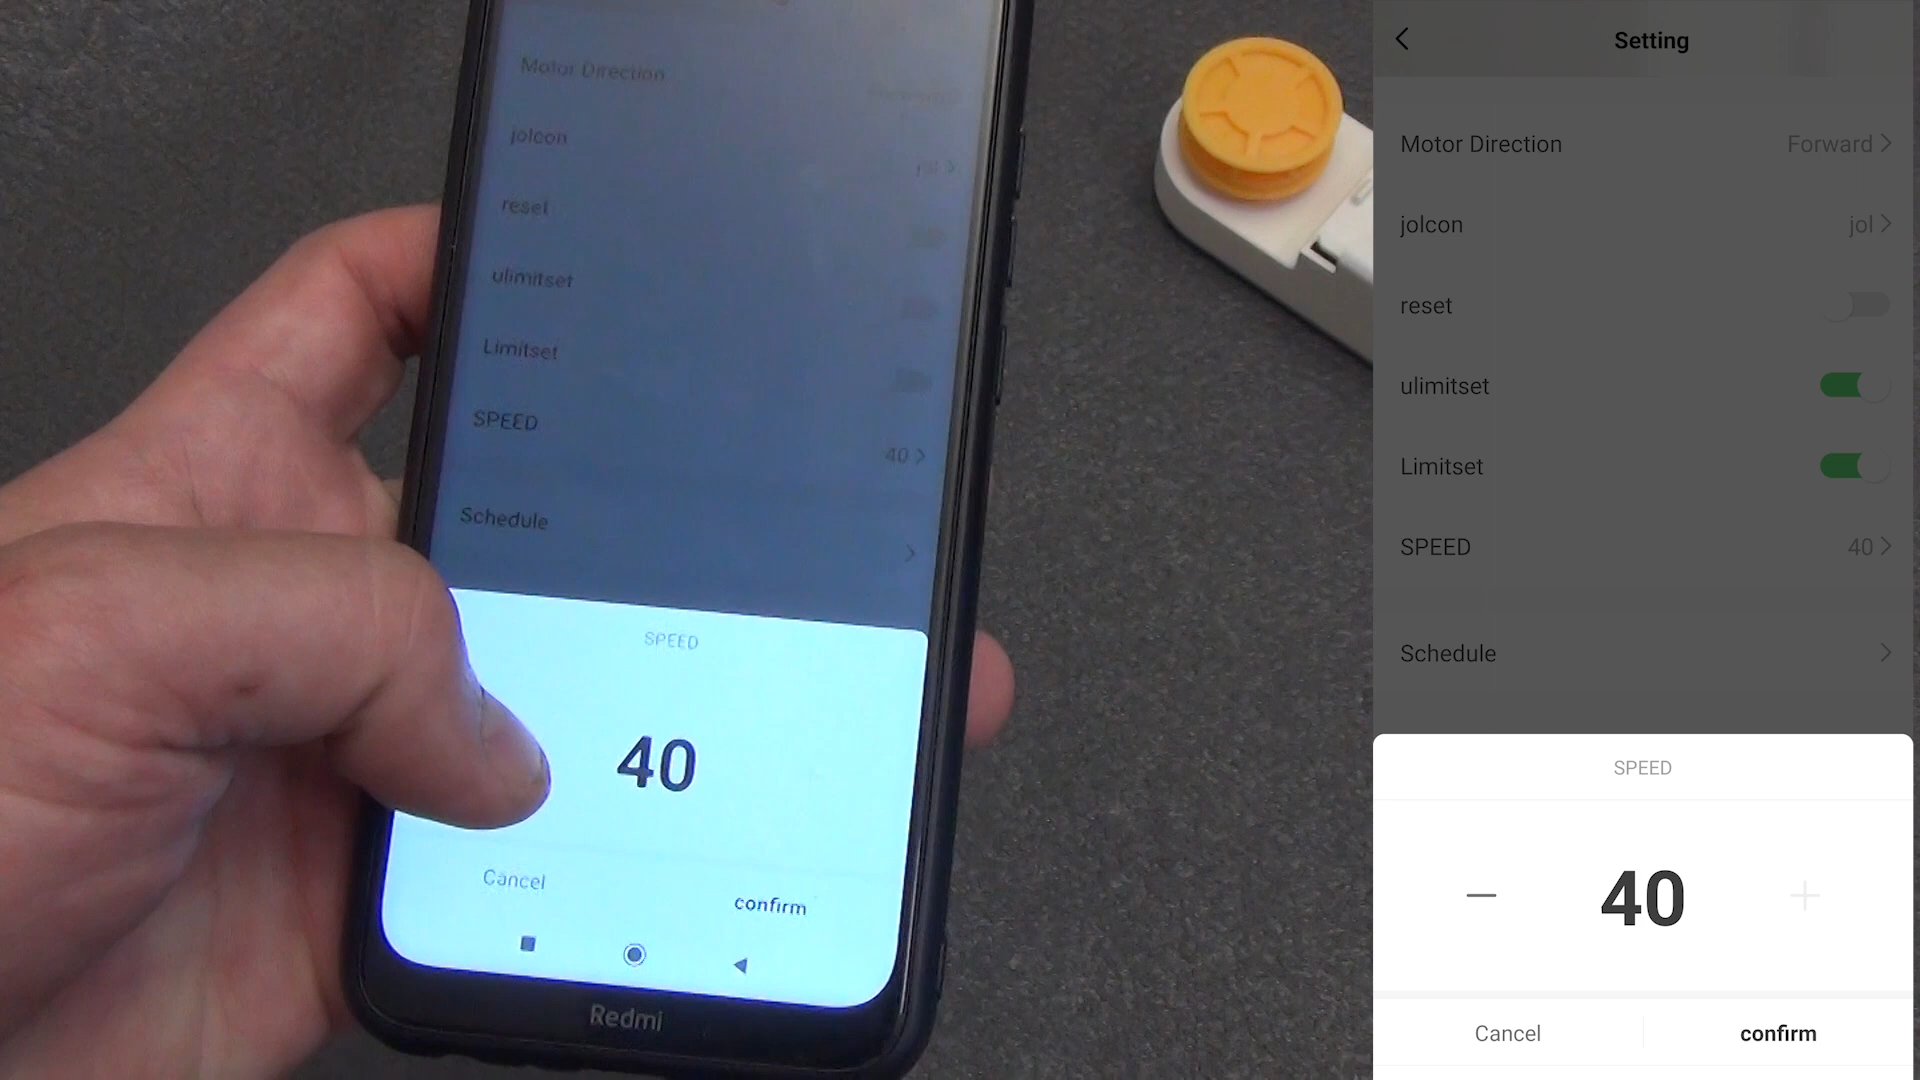 Motor Direction
jolcon
jol >
reset
ulimitset
Limitset
SPEED
40 >
Schedule
>
SPEED
40
Cancel
confirm
Redmi
Setting
Motor Direction Forward >
jolcon jol >
reset
ulimitset
Limitset
SPEED 40 >
Schedule >
SPEED
— 40 +
Cancel confirm